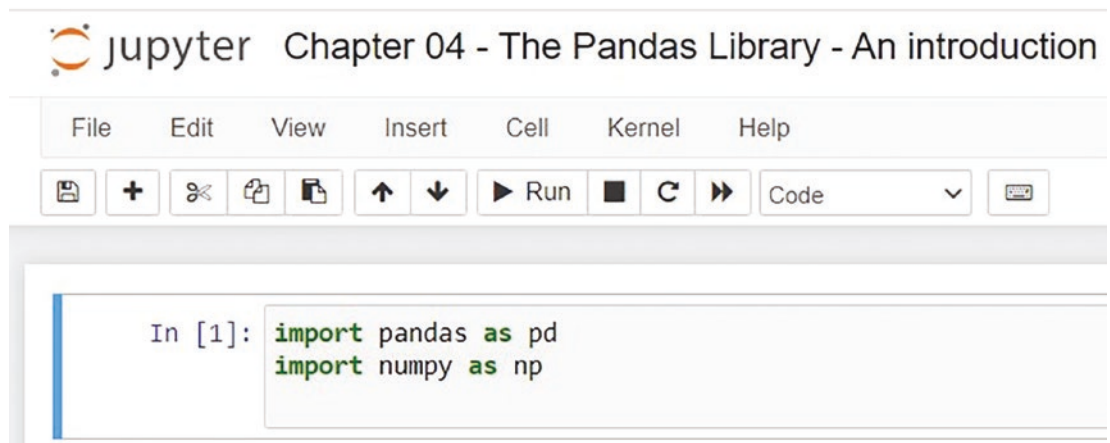 jupyter Chapter 04 - The Pandas Library - An introduction
File Edit View Insert Cell Kernel Help
Run Code
In [1]: import pandas as pd
import numpy as np